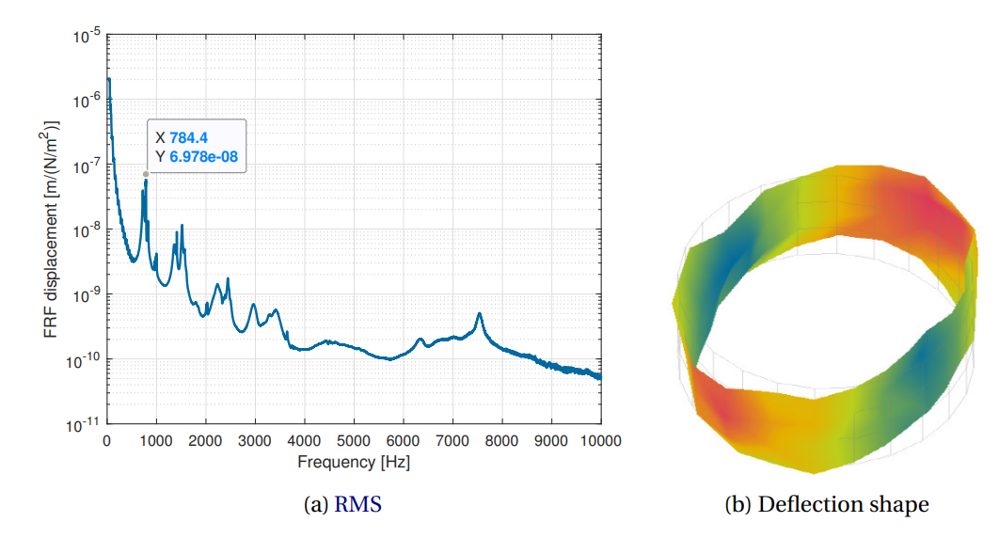 10^-5
10^-6
10^-7
10^-8
10^-9
10^-10
10^-11
FRF displacement [m/(N/m²)]
X 784.4
Y 6.978e-08
0 1000 2000 3000 4000 5000 6000 7000 8000 9000 10000
Frequency [Hz]
(a) RMS
(b) Deflection shape